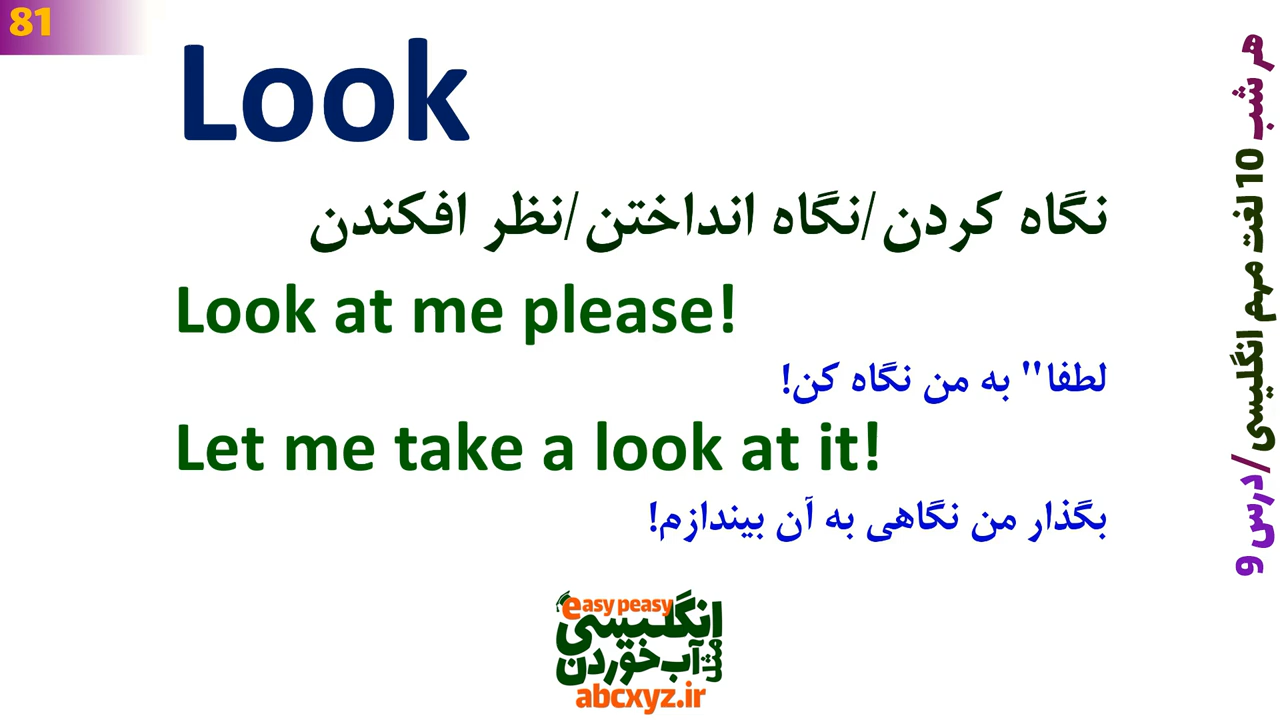 81
Look
نگاه کردن/نگاه انداختن/نظر افکندن
Look at me please!
لطفا" به من نگاه کن!
Let me take a look at it!
بگذار من نگاهی به آن بیندازم!
هر شب 10 لغت مهم انگلیسی/درس 9
easy peasy
انگلیسی
مثل
آب خوردن
abcxyz.ir